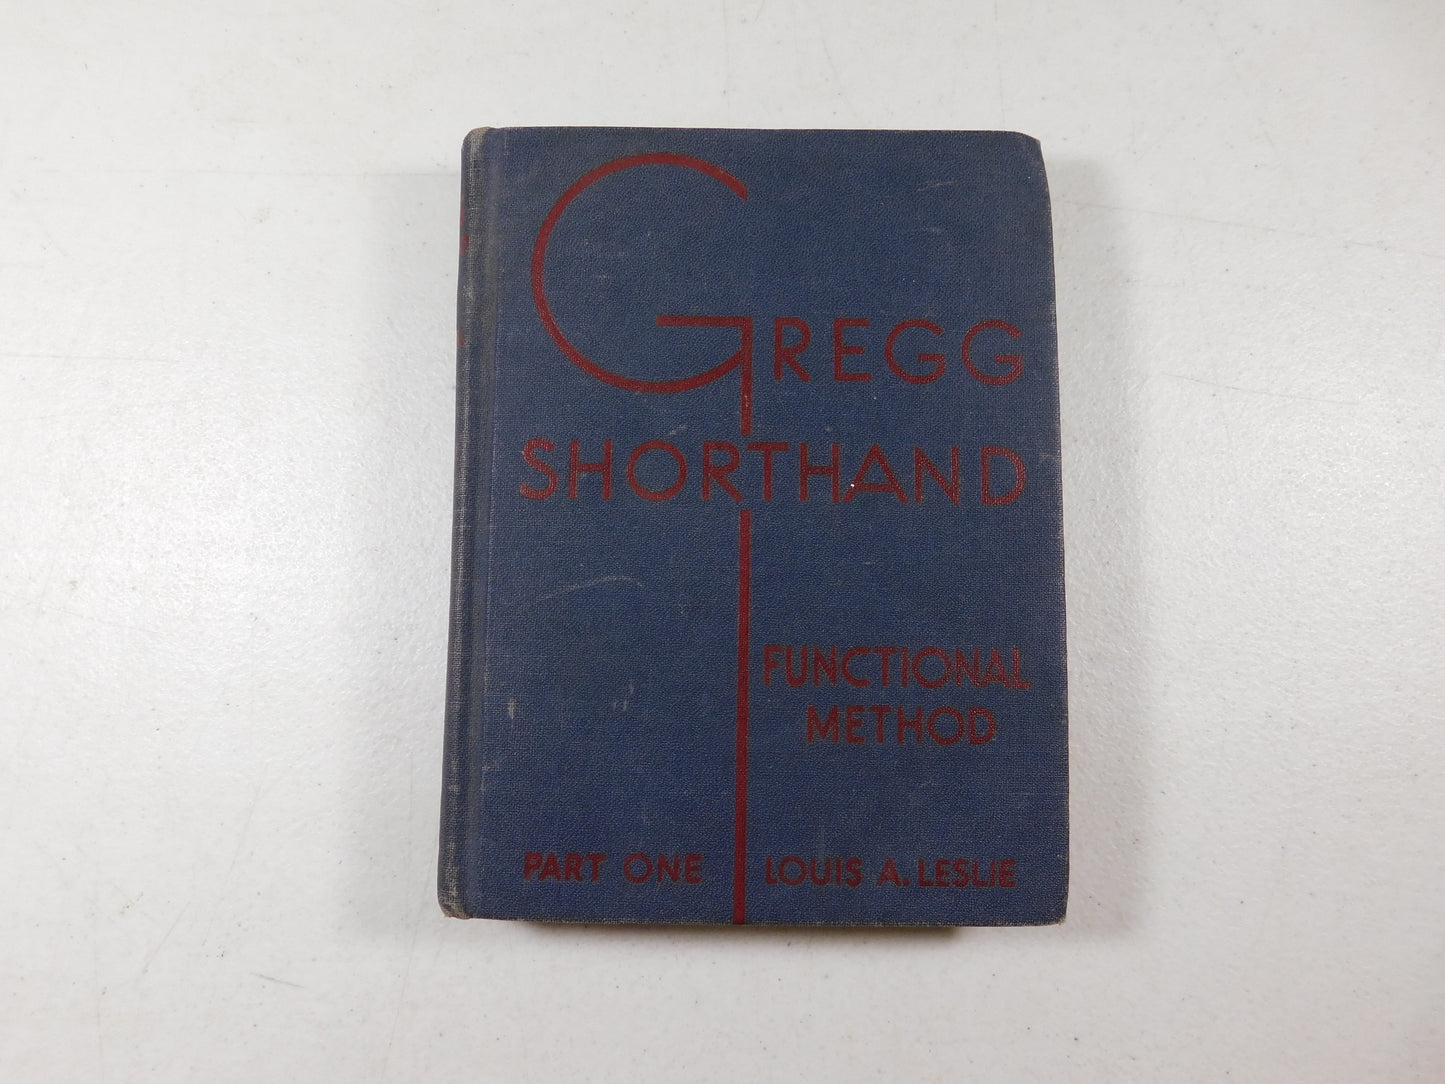 GREGG
SHORTHAND
FUNCTIONAL
METHOD
PART ONE
LOUIS A. LESLIE